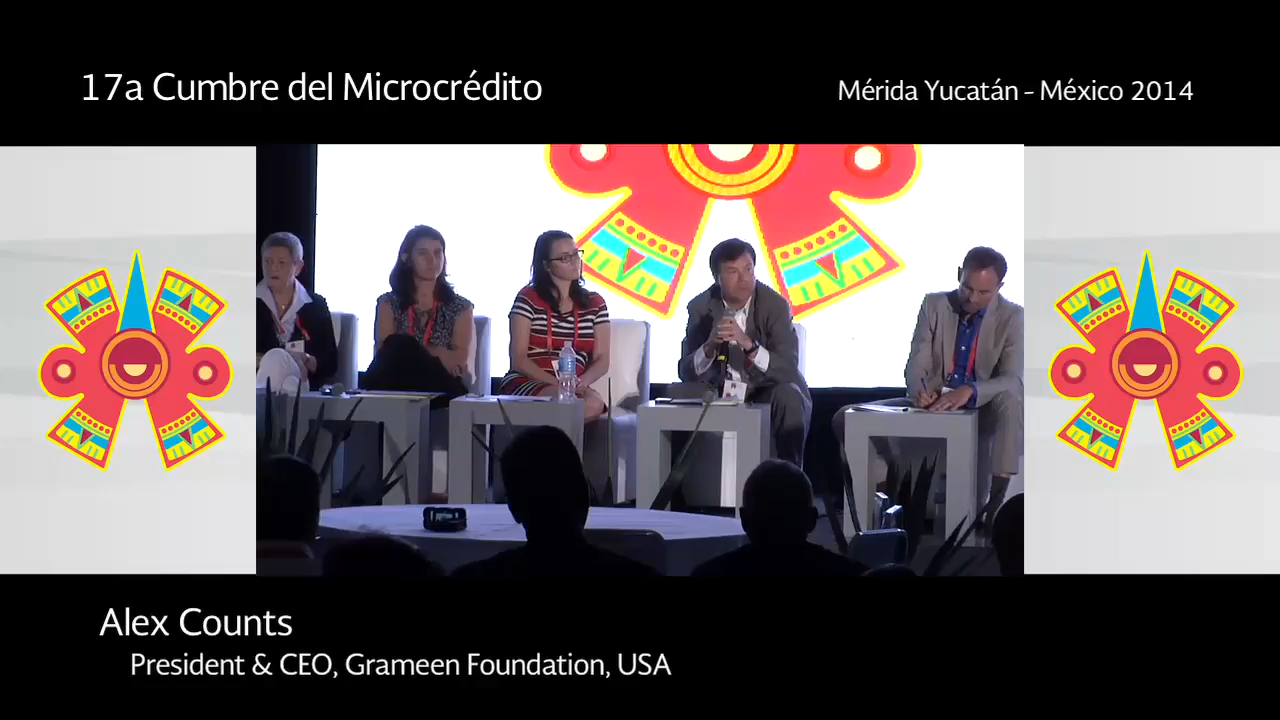 17a Cumbre del Microcrédito
Mérida Yucatán - México 2014
Alex Counts
President & CEO, Grameen Foundation, USA